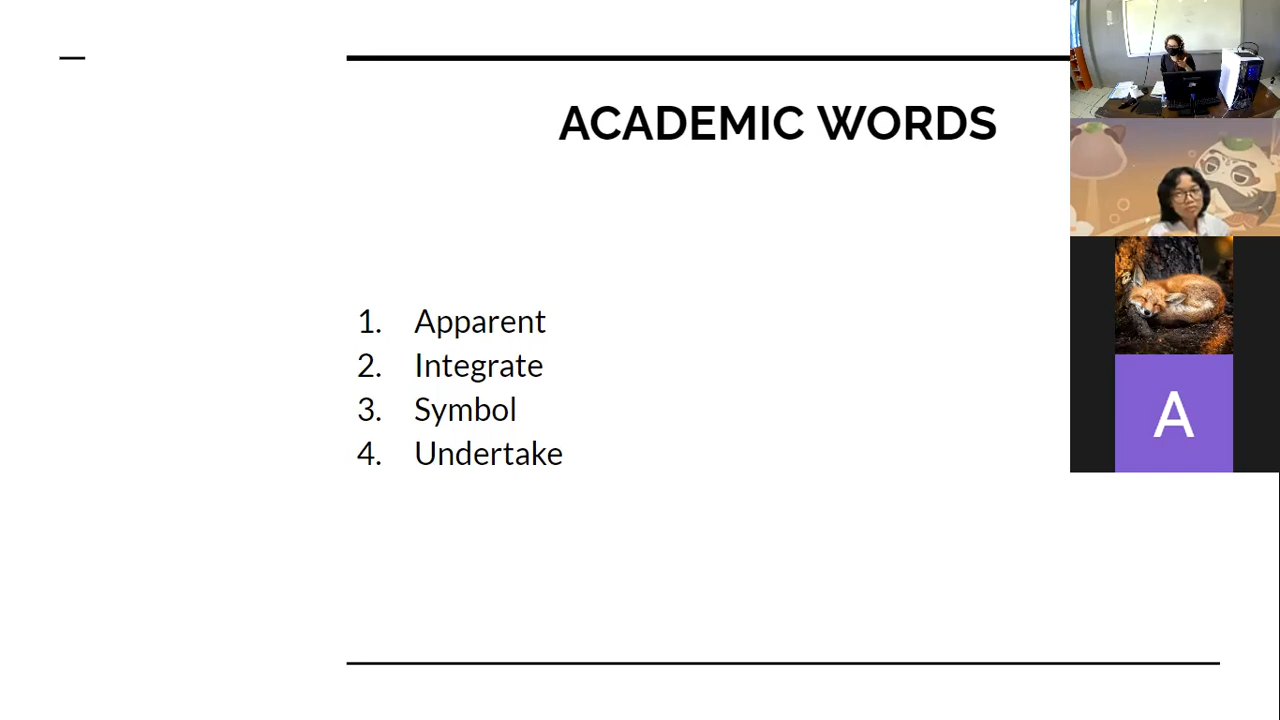 ACADEMIC WORDS
1. Apparent
2. Integrate
3. Symbol
4. Undertake
A